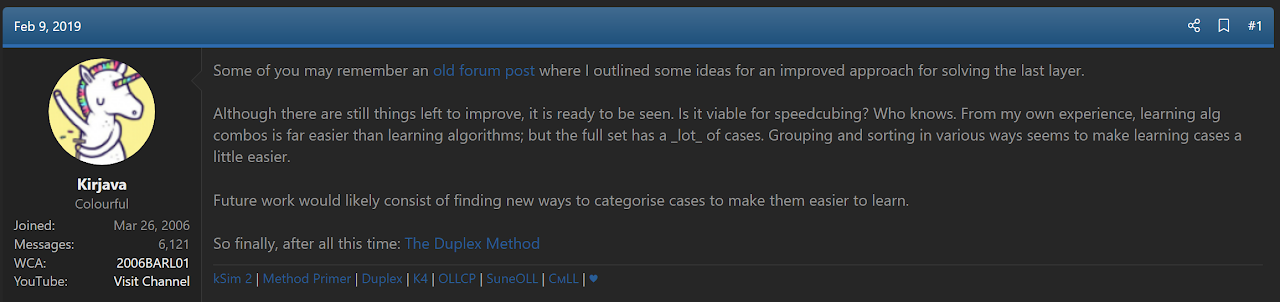 Feb 9, 2019
#1
Kirjava
Colourful
Joined: Mar 26, 2006
Messages: 6,121
WCA: 2006BARL01
YouTube: Visit Channel
Some of you may remember an old forum post where I outlined some ideas for an improved approach for solving the last layer.
Although there are still things left to improve, it is ready to be seen. Is it viable for speedcubing? Who knows. From my own experience, learning alg
combos is far easier than learning algorithms; but the full set has a _lot_ of cases. Grouping and sorting in various ways seems to make learning cases a
little easier.
Future work would likely consist of finding new ways to categorise cases to make them easier to learn.
So finally, after all this time: The Duplex Method
kSim 2 | Method Primer | Duplex | K4 | OLLCP | SuneOLL | CᴍLL | ♥